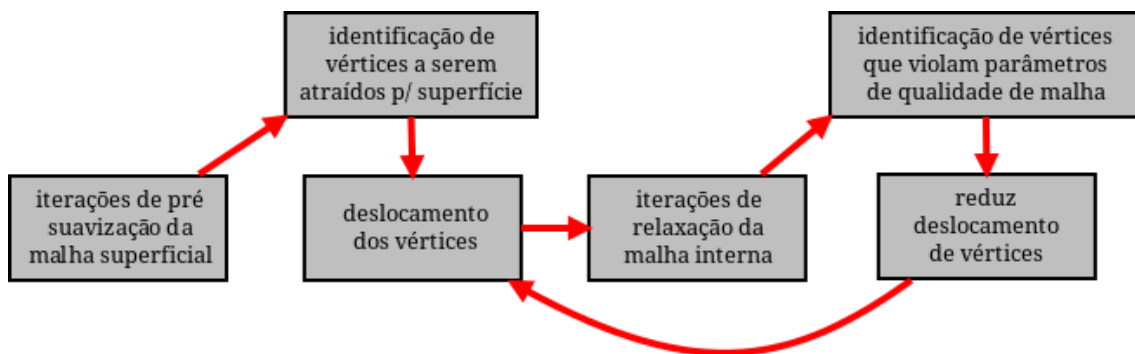 iterações de pré
suavização da
malha superficial
identificação de
vértices a serem
atraídos p/ superfície
deslocamento
dos vértices
iterações de
relaxação da
malha interna
identificação de vértices
que violam parâmetros
de qualidade de malha
reduz
deslocamento
de vértices